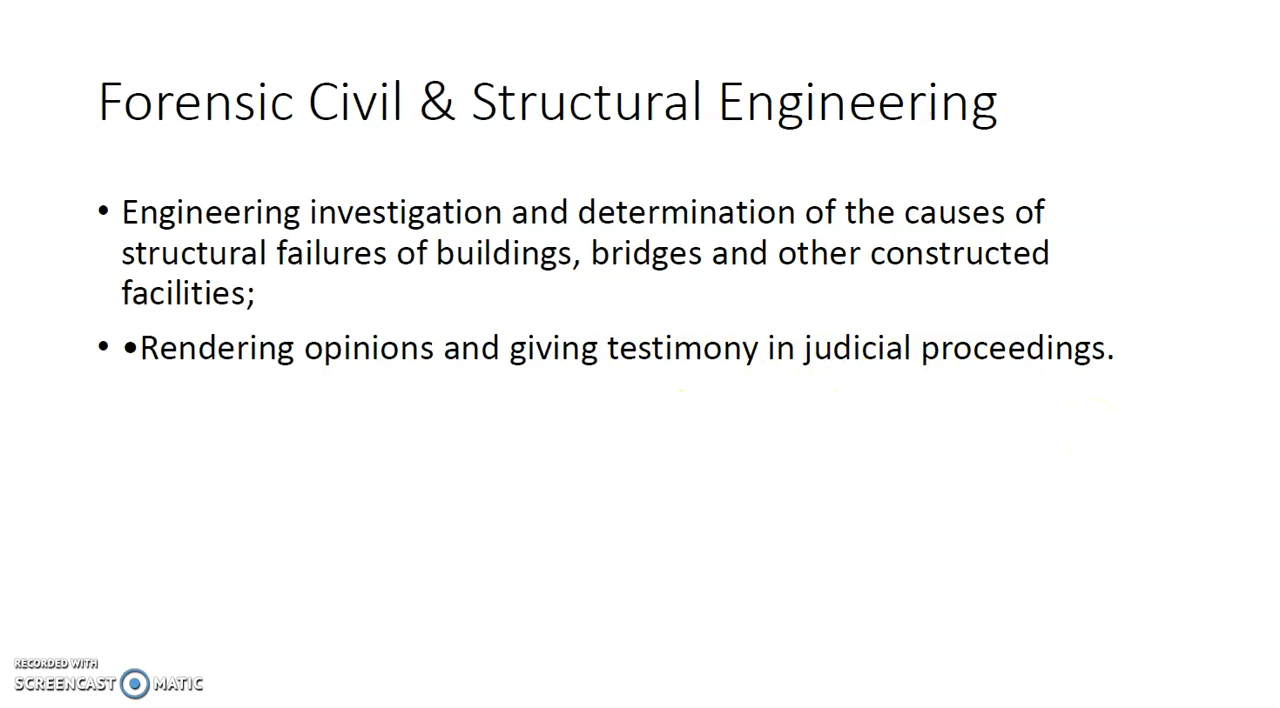 Forensic Civil & Structural Engineering
• Engineering investigation and determination of the causes of
structural failures of buildings, bridges and other constructed
facilities;
• •Rendering opinions and giving testimony in judicial proceedings.
RECORDED WITH
SCREENCAST MATIC